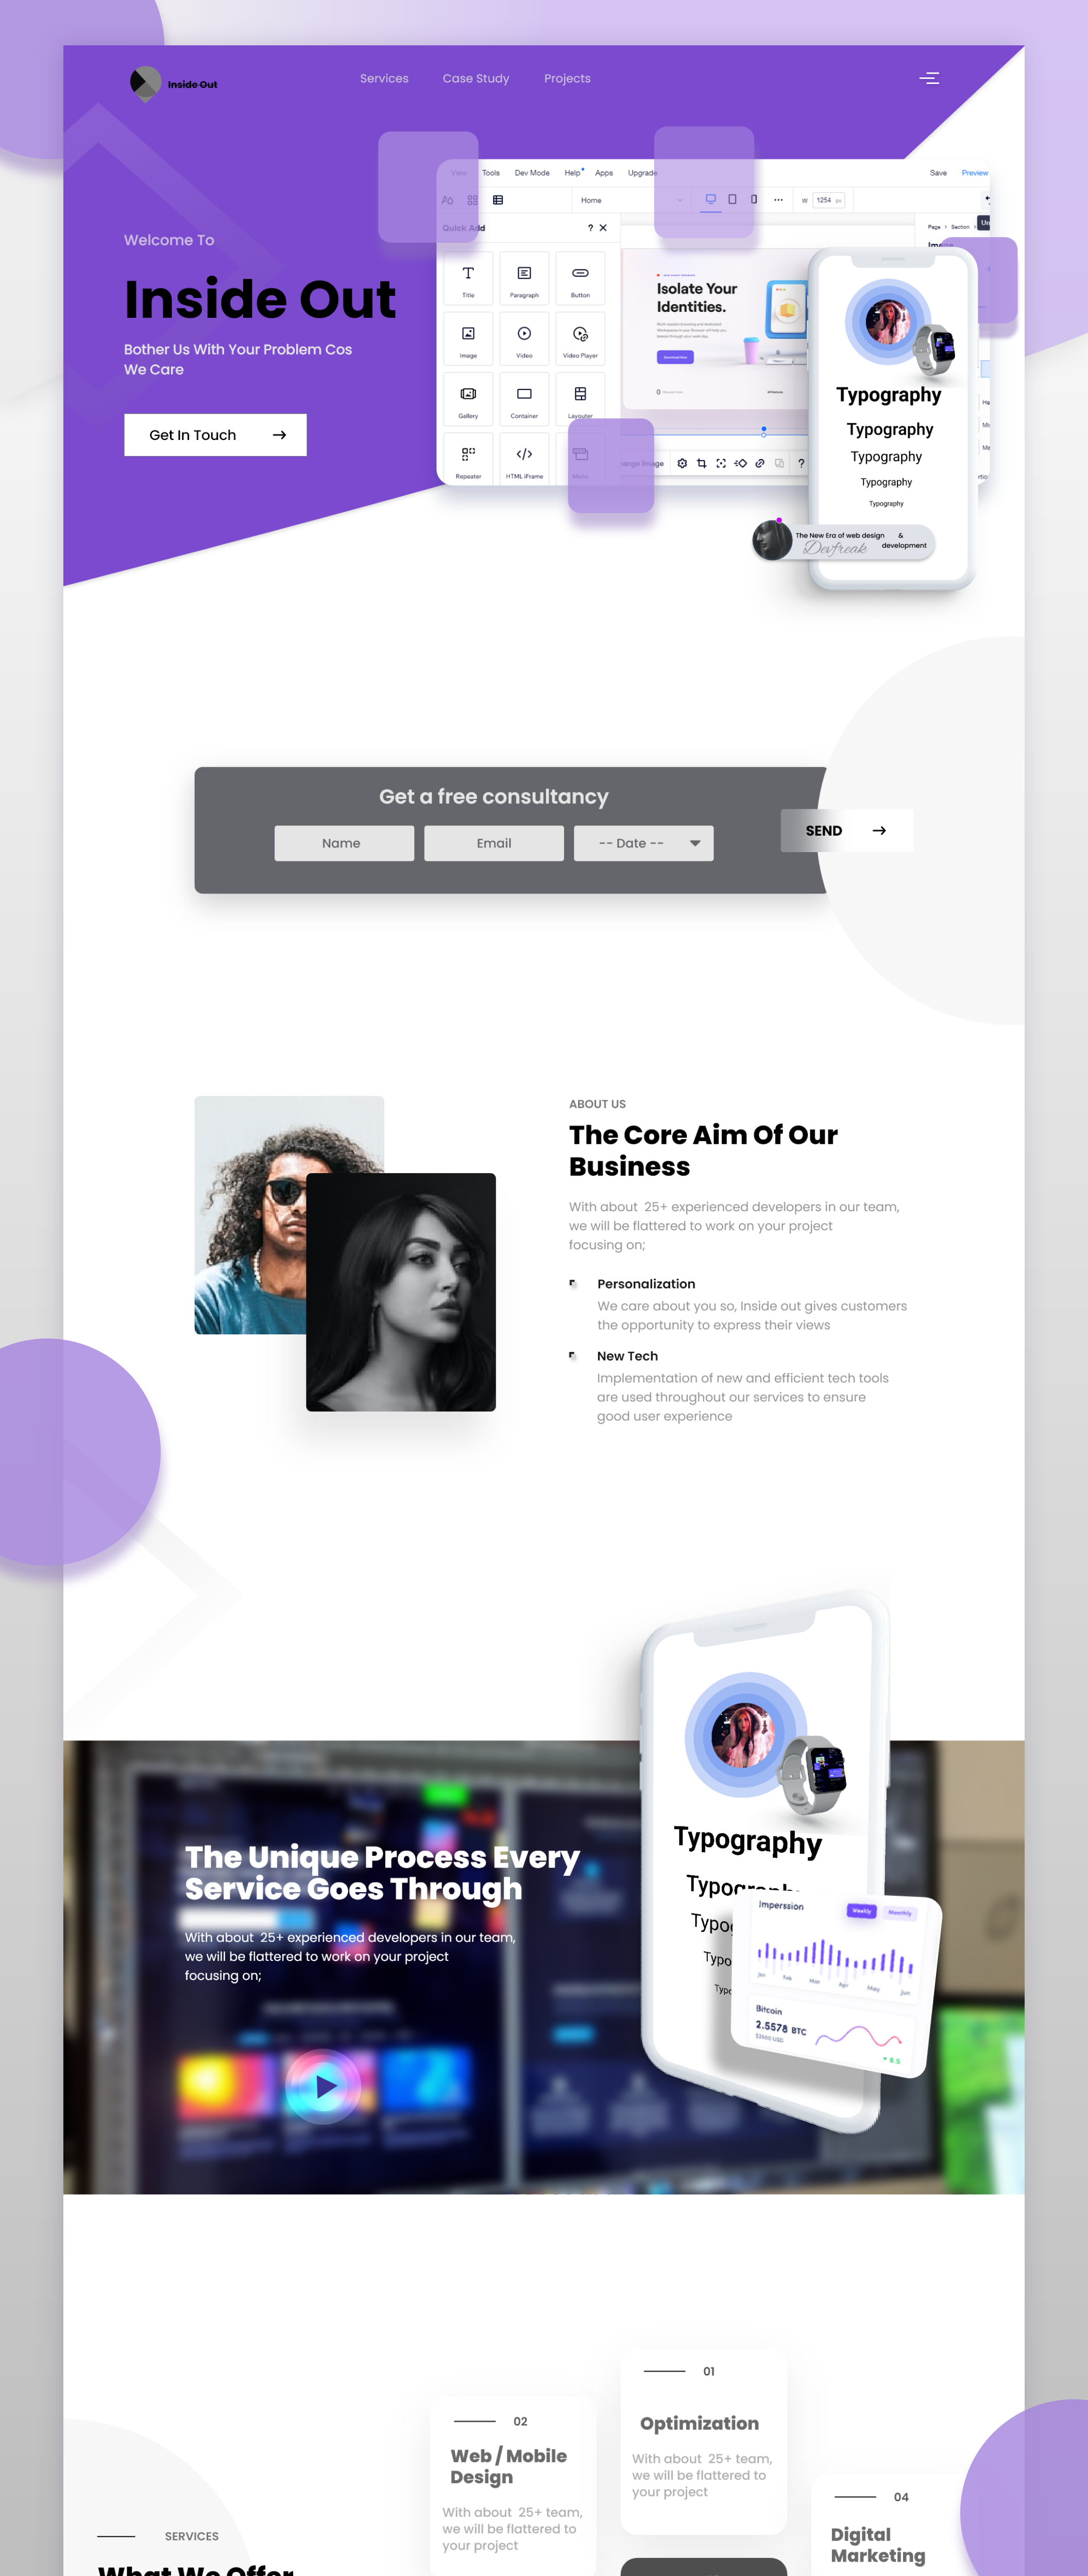 Inside Out
Services
Case Study
Projects
Welcome To
Inside Out
Bother Us With Your Problem Cos
We Care
Get In Touch
View
Tools
Dev Mode
Help
Apps
Upgrade
Save
Preview
Home
W
1254
px
Quick Add
?
Page > Section >
Title
Paragraph
Button
Image
Video
Video Player
Gallery
Container
Layouter
Repeater
HTML iFrame
Menu
Isolate Your
Identities.
Typography
Typography
Typography
Typography
Typography
The New Era of web design &
Devfreak development
Get a free consultancy
Name
Email
-- Date --
SEND
ABOUT US
The Core Aim Of Our
Business
With about 25+ experienced developers in our team,
we will be flattered to work on your project
focusing on;
Personalization
We care about you so, Inside out gives customers
the opportunity to express their views
New Tech
Implementation of new and efficient tech tools
are used throughout our services to ensure
good user experience
The Unique Process Every
Service Goes Through
With about 25+ experienced developers in our team,
we will be flattered to work on your project
focusing on;
Typography
Imperssion
Weekly
Monthly
Jan
Feb
Mar
Apr
May
Jun
Bitcoin
2.5578 BTC
8.5
01
Optimization
With about 25+ team,
we will be flattered to
your project
02
Web / Mobile
Design
With about 25+ team,
we will be flattered to
your project
04
Digital
Marketing
SERVICES
What We Offer